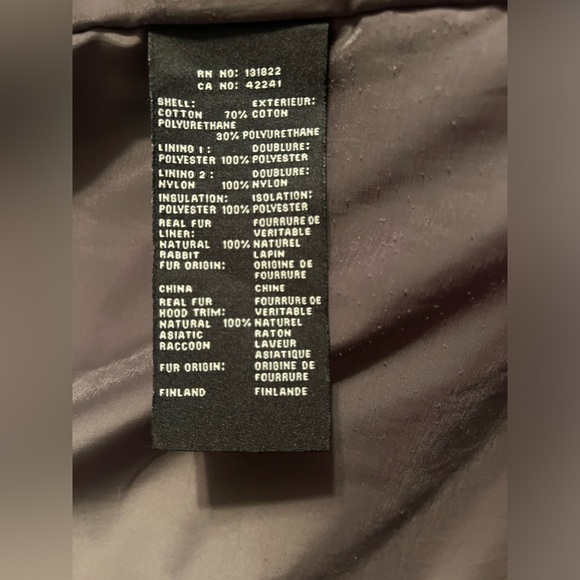 RN NO: 131822
CA NO: 42241
SHELL: EXTERIEUR:
COTTON 70% COTON
POLYURETHANE
30% POLYURETHANE
LINING 1 : DOUBLURE:
POLYESTER 100% POLYESTER
LINING 2 : DOUBLURE:
NYLON 100% NYLON
INSULATION: ISOLATION:
POLYESTER 100% POLYESTER
REAL FUR FOURRURE DE
LINER: VERITABLE
NATURAL 100% NATUREL
RABBIT LAPIN
FUR ORIGIN: ORIGINE DE
FOURRURE
CHINA CHINE
REAL FUR FOURRURE DE
HOOD TRIM: VERITABLE
NATURAL 100% NATUREL
ASIATIC RATON
RACCOON LAVEUR
ASIATIQUE
FUR ORIGIN: ORIGINE DE
FOURRURE
FINLAND FINLANDE